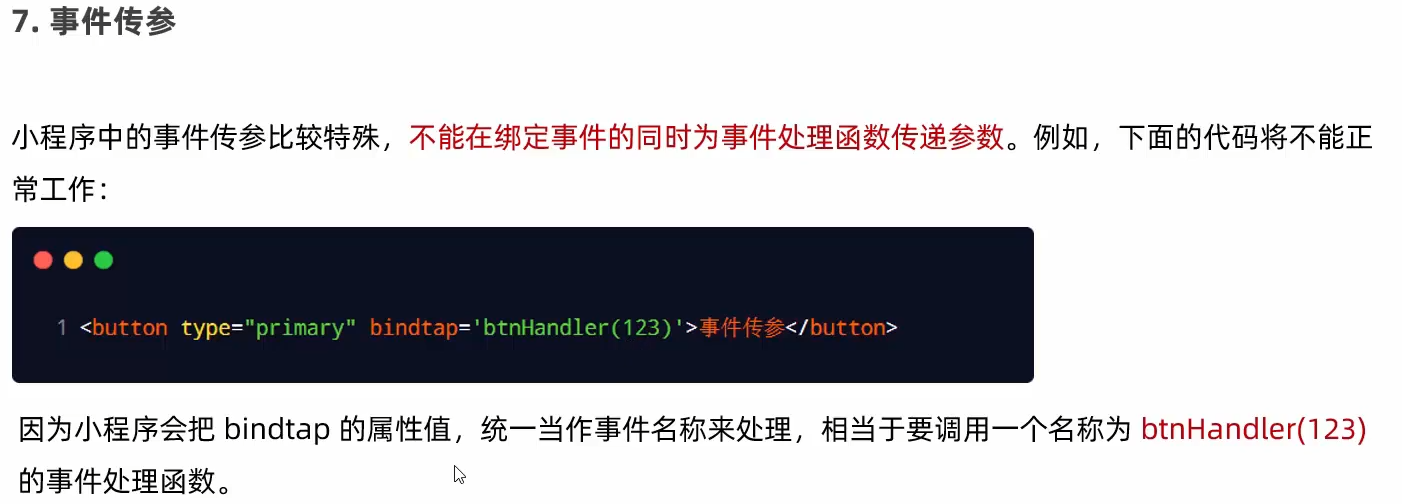 7. 事件传参
小程序中的事件传参比较特殊，不能在绑定事件的同时为事件处理函数传递参数。例如，下面的代码将不能正
常工作：
1 <button type="primary" bindtap='btnHandler(123)'>事件传参</button>
因为小程序会把 bindtap 的属性值，统一当作事件名称来处理，相当于要调用一个名称为 btnHandler(123)
的事件处理函数。